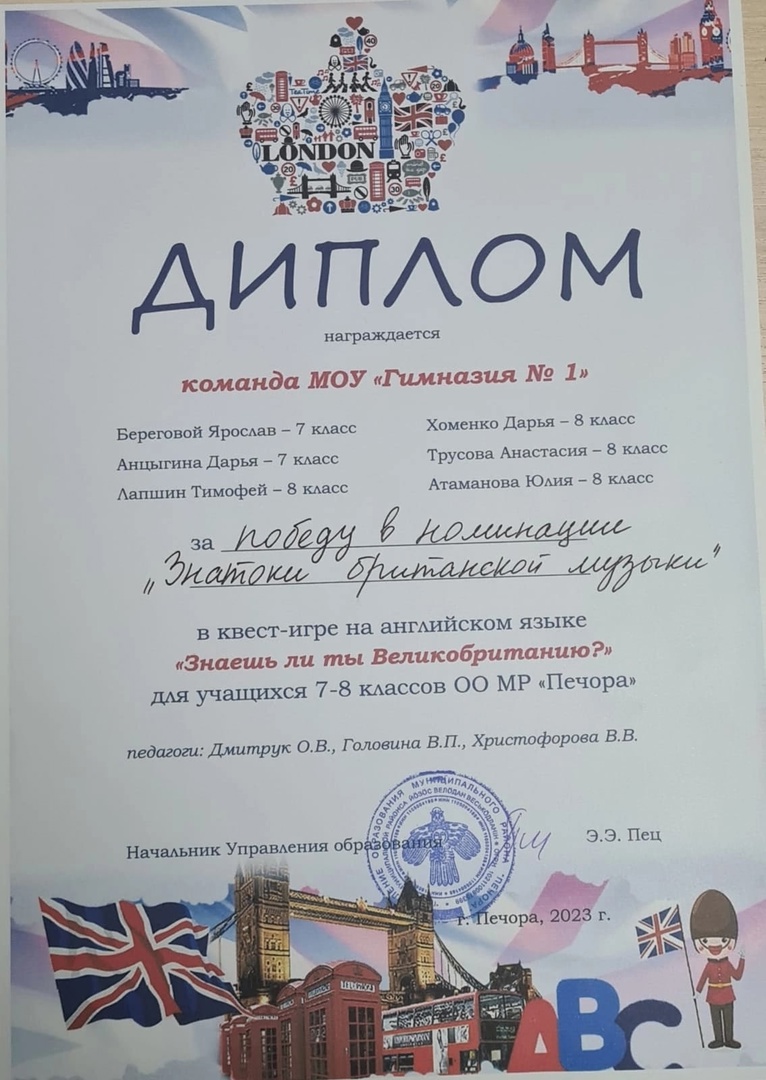 LONDON
ДИПЛОМ
награждается
команда МОУ «Гимназия № 1»
Береговой Ярослав – 7 класс
Анцыгина Дарья – 7 класс
Лапшин Тимофей – 8 класс
Хоменко Дарья – 8 класс
Трусова Анастасия – 8 класс
Атаманова Юлия – 8 класс
за победу в номинации
„Знатоки британской музыки"
в квест-игре на английском языке
«Знаешь ли ты Великобританию?»
для учащихся 7-8 классов ОО МР «Печора»
педагоги: Дмитрук О.В., Головина В.П., Христофорова В.В.
Начальник Управления образования
Э.Э. Пец
г. Печора, 2023 г.
ABC